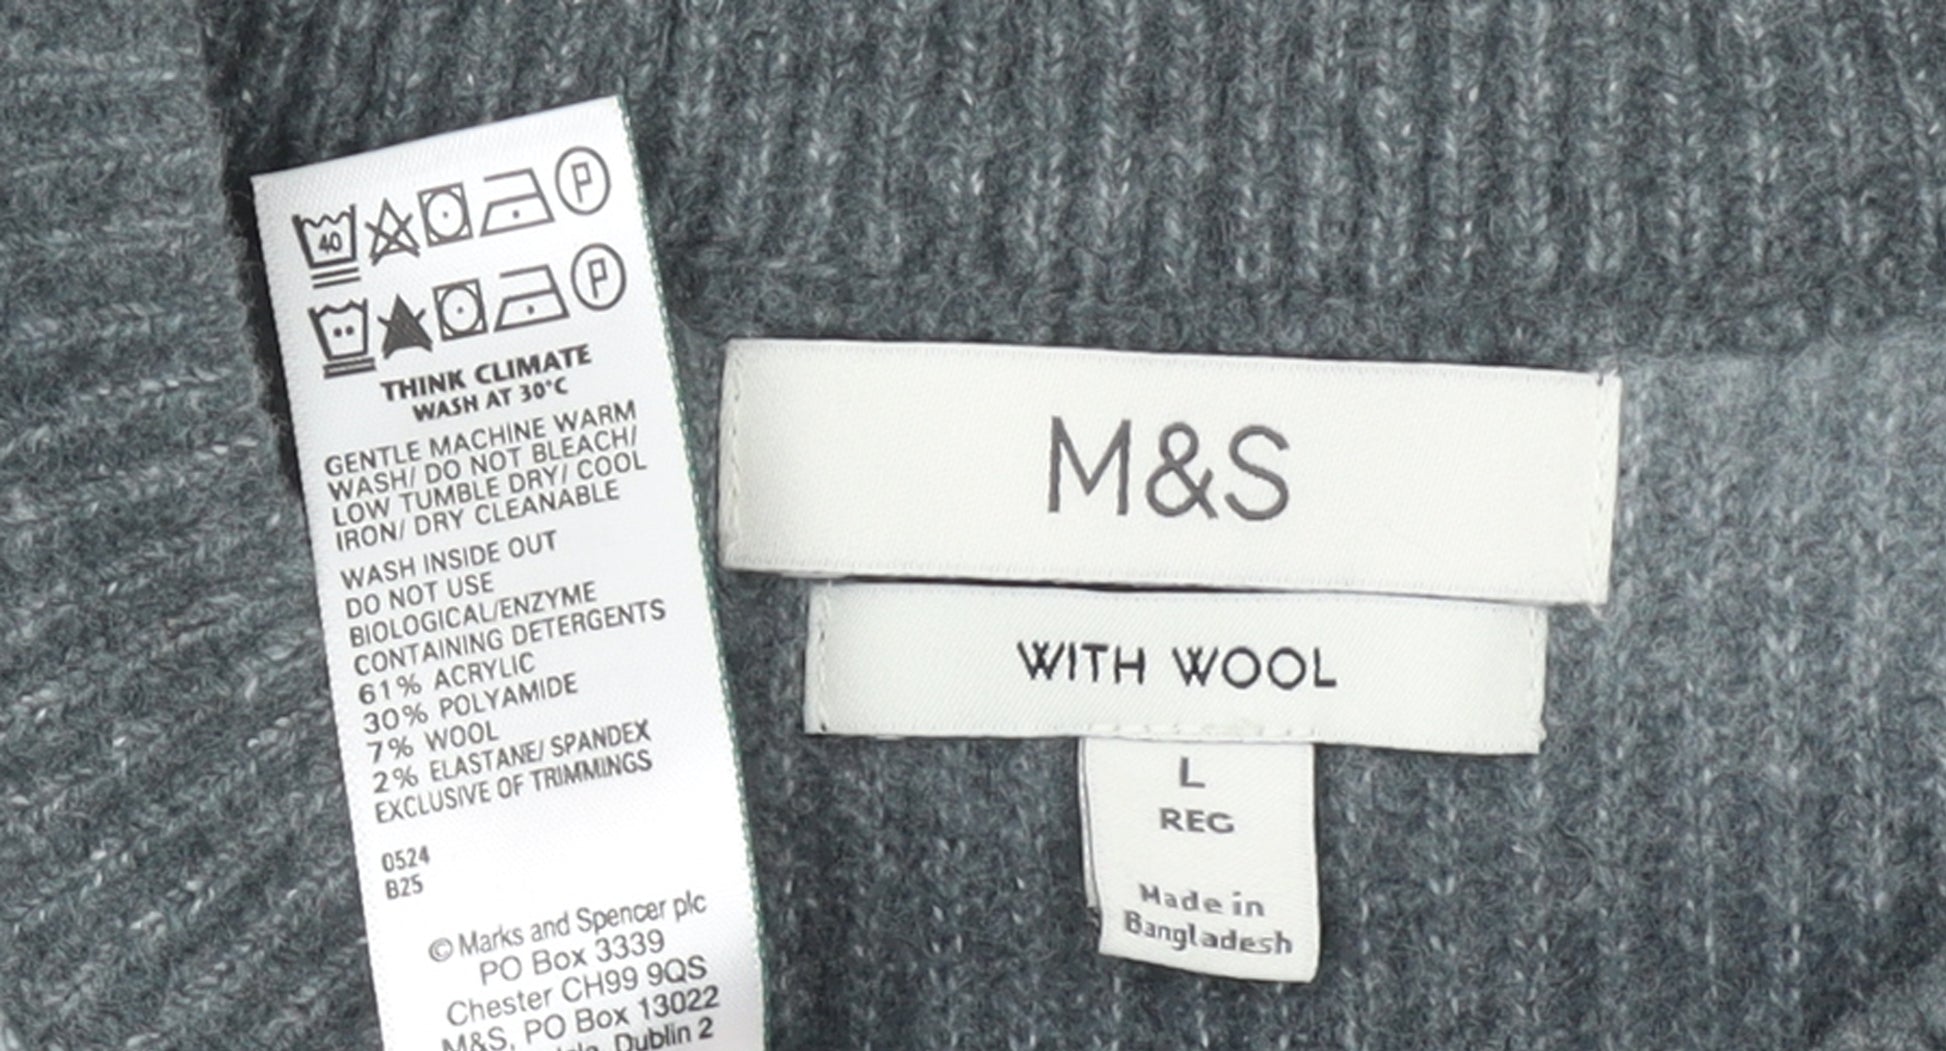 40
P
P
THINK CLIMATE
WASH AT 30°C
GENTLE MACHINE WARM
WASH/ DO NOT BLEACH/
LOW TUMBLE DRY/ COOL
IRON/ DRY CLEANABLE
WASH INSIDE OUT
DO NOT USE
BIOLOGICAL/ENZYME
CONTAINING DETERGENTS
61% ACRYLIC
30% POLYAMIDE
7% WOOL
2% ELASTANE/ SPANDEX
EXCLUSIVE OF TRIMMINGS
0524
B25
© Marks and Spencer plc
PO Box 3339
Chester CH99 9QS
M&S, PO Box 13022
Dublin 2
M&S
WITH WOOL
L
REG
Made in
Bangladesh